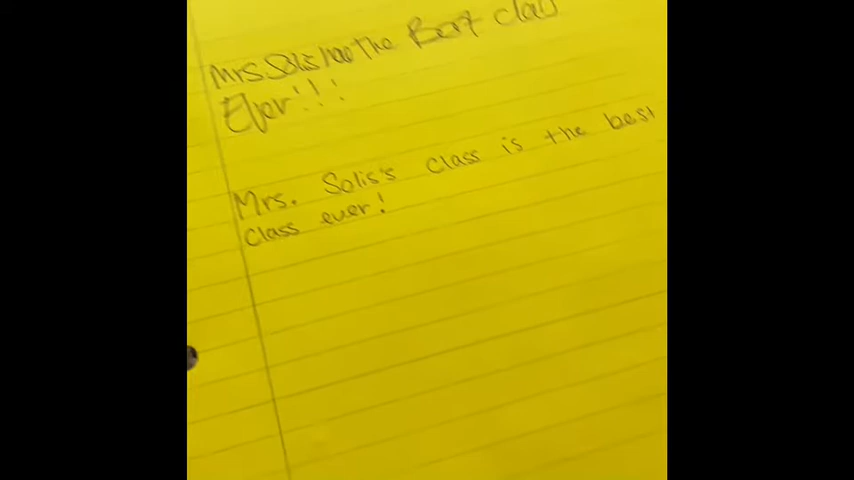 Mrs Solis has The Best class
Ever!!!
Mrs. Solis's class is the best
class ever!